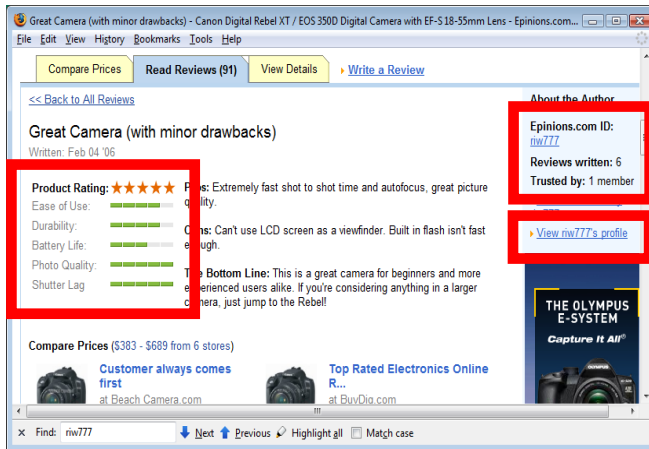 Great Camera (with minor drawbacks) - Canon Digital Rebel XT / EOS 350D Digital Camera with EF-S 18-55mm Lens - Epinions.com...
File Edit View History Bookmarks Tools Help
Compare Prices Read Reviews (91) View Details Write a Review
<< Back to All Reviews
Great Camera (with minor drawbacks)
Written: Feb 04 '06
Product Rating:
Ease of Use:
Durability:
Battery Life:
Photo Quality:
Shutter Lag
Extremely fast shot to shot time and autofocus, great picture
Can't use LCD screen as a viewfinder. Built in flash isn't fast
Bottom Line: This is a great camera for beginners and more
experienced users alike. If you're considering anything in a larger
camera, just jump to the Rebel!
Compare Prices ($383 - $689 from 6 stores)
Customer always comes
first
at Beach Camera.com
Top Rated Electronics Online
R...
at BuyDig.com
About the Author
Epinions.com ID:
riw777
Reviews written: 6
Trusted by: 1 member
View riw777's profile
THE OLYMPUS
E-SYSTEM
Capture It All®
OLYMPUS
Find: riw777 Next Previous Highlight all Match case